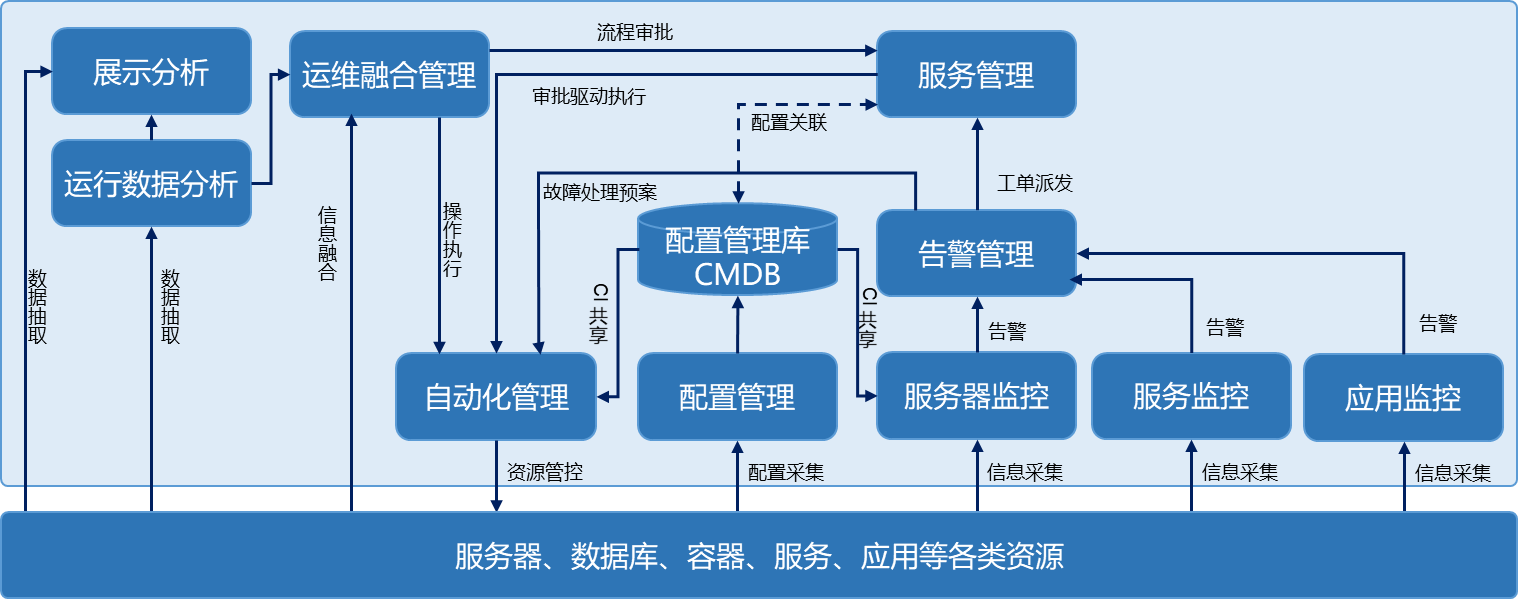 流程审批
展示分析
运维融合管理
服务管理
审批驱动执行
配置关联
运行数据分析
工单派发
故障处理预案
操作执行
信息融合
配置管理库
CMDB
告警管理
数据抽取
数据抽取
CI 共享
CI 共享
告警
告警
告警
自动化管理
配置管理
服务器监控
服务监控
应用监控
资源管控
配置采集
信息采集
信息采集
信息采集
服务器、数据库、容器、服务、应用等各类资源